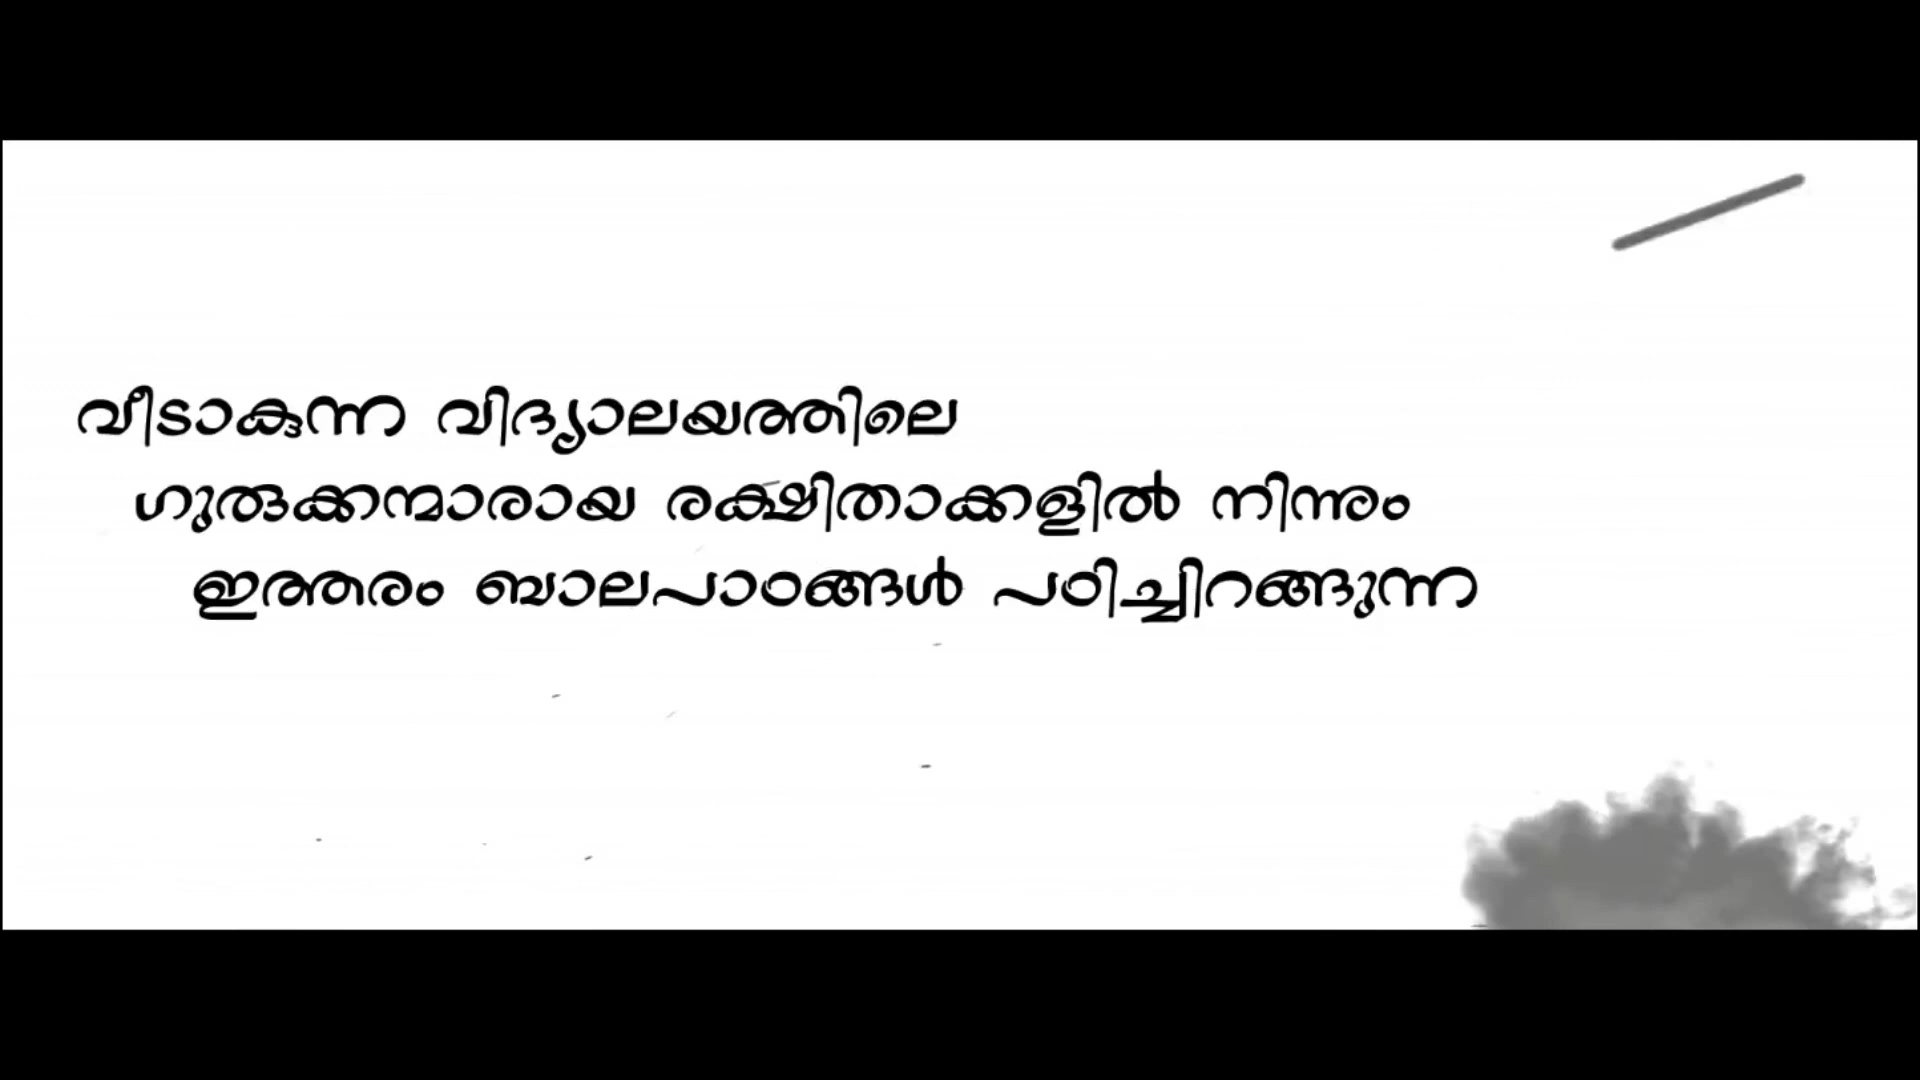 വീടാകുന്ന വിദ്യാലയത്തിലെ
ഗുരുക്കന്മാരായ രക്ഷിതാക്കളിൽ നിന്നും
ഇത്തരം ബാലപാഠങ്ങൾ പഠിച്ചിറങ്ങുന്ന